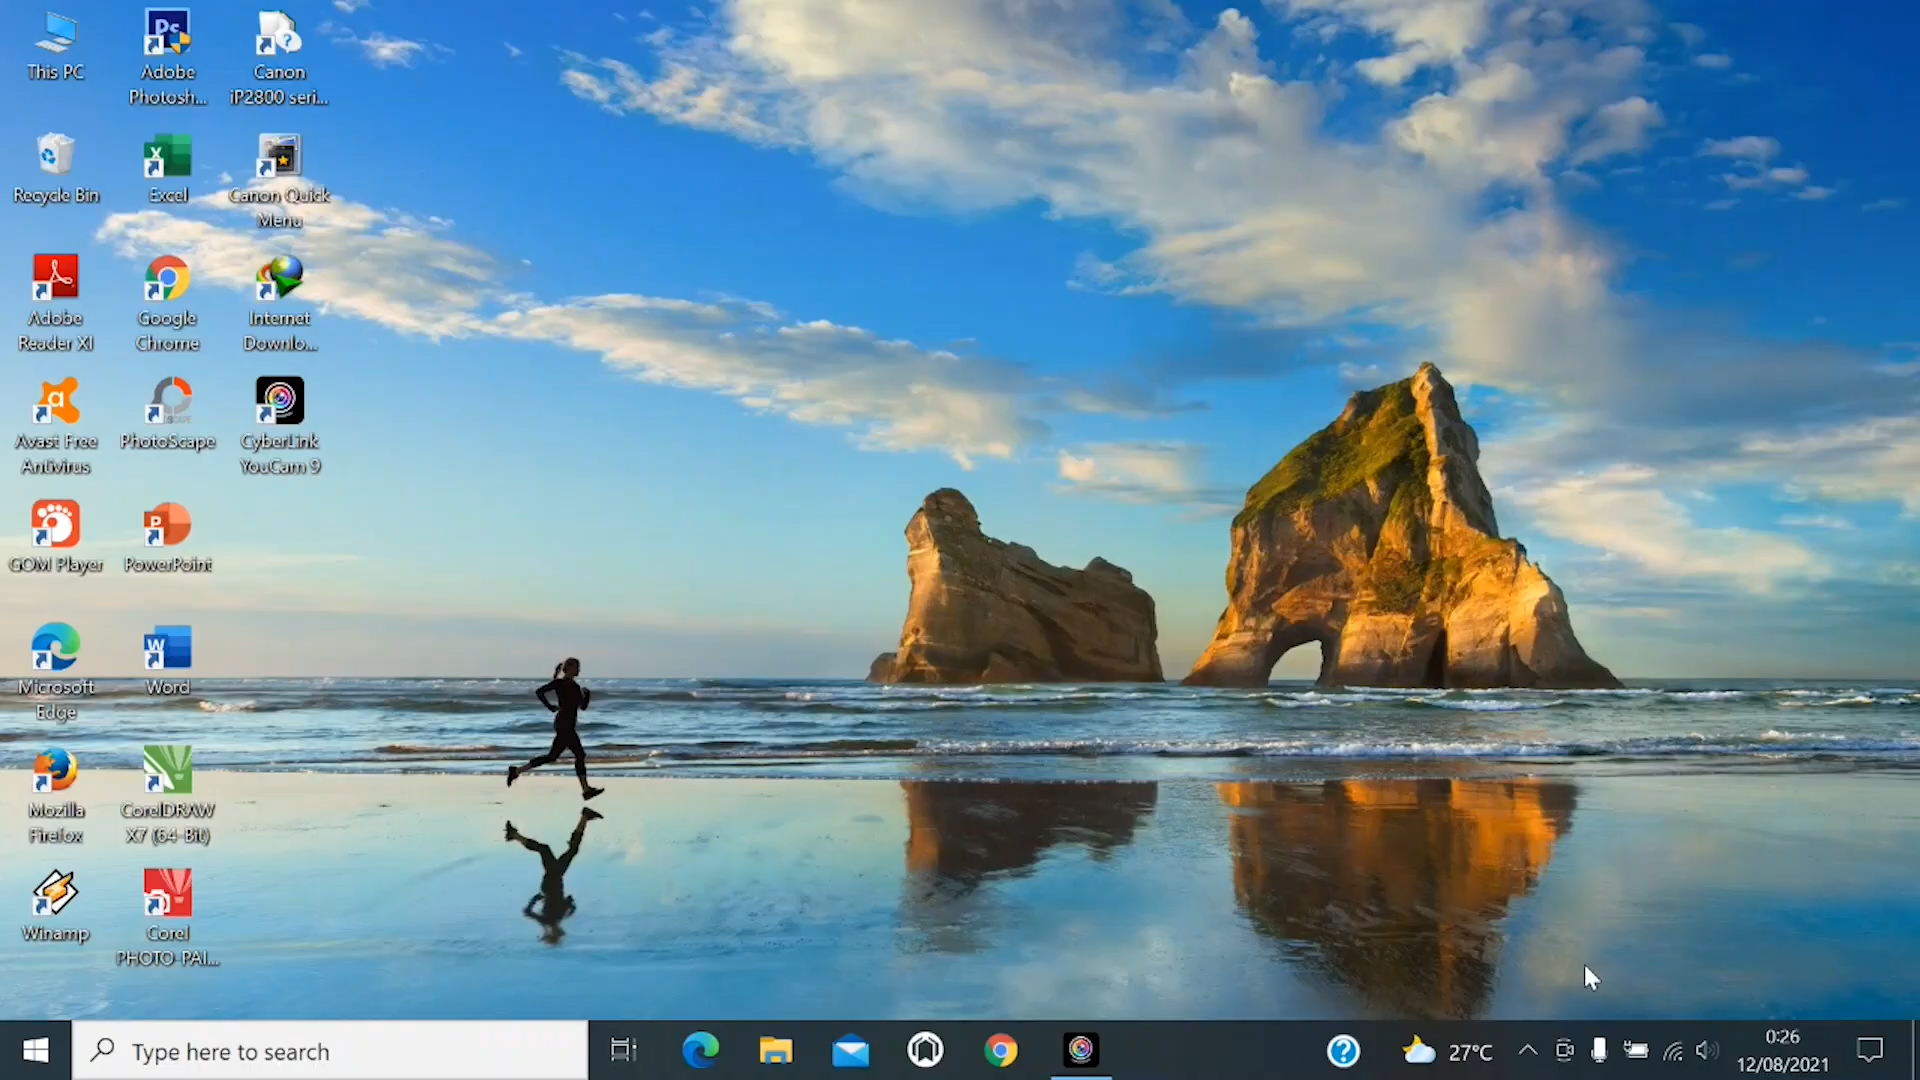 This PC
Ps
Adobe
Photosh...
Canon
iP2800 seri...
Recycle Bin
Excel
Canon Quick
Menu
Adobe
Reader XI
Google
Chrome
Internet
Downlo...
Avast Free
Antivirus
PhotoScape
CyberLink
YouCam 9
GOM Player
PowerPoint
Microsoft
Edge
Word
Mozilla
Firefox
CorelDRAW
X7 (64-Bit)
Winamp
Corel
PHOTO-PAI...
Type here to search
27°C
0:26
12/08/2021